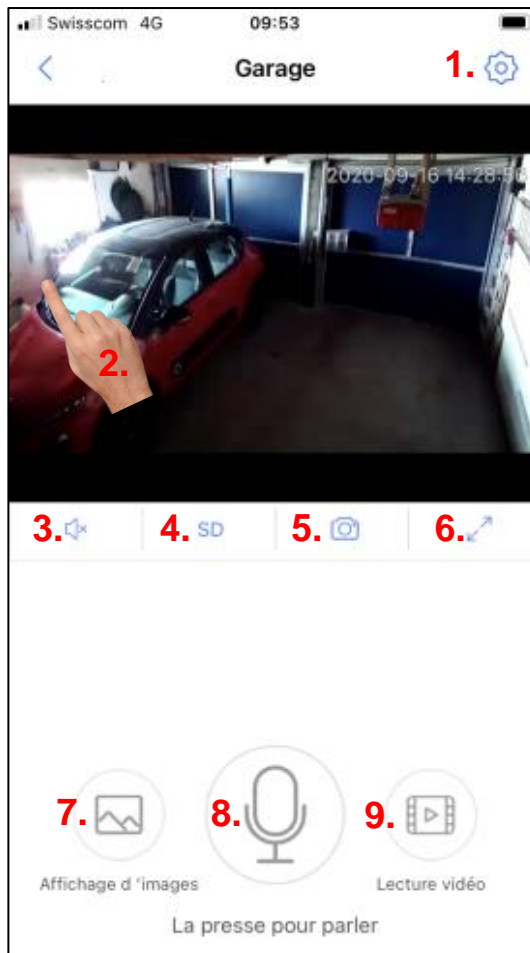 Swisscom 4G 09:53
Garage 1.
2020-09-16 14:28:50
2.
3. 4. SD 5. 6.
7. 8. 9.
Affichage d 'images Lecture vidéo
La presse pour parler